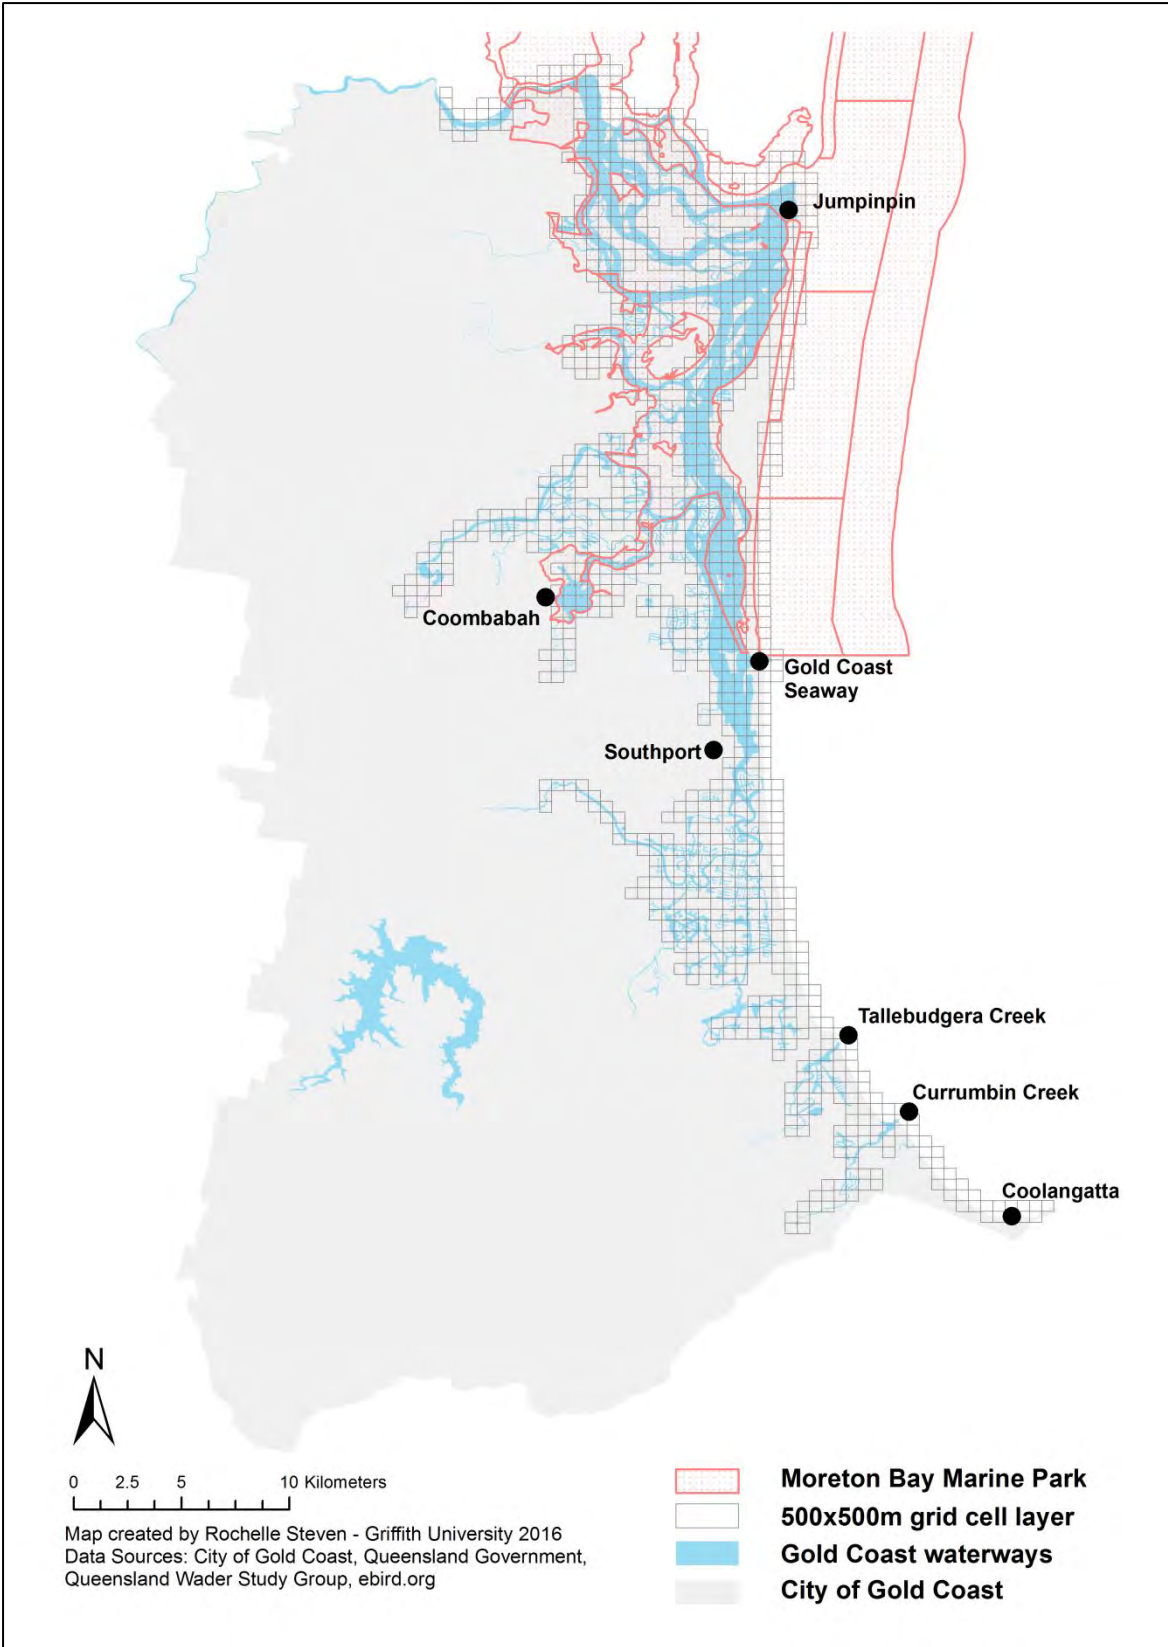 Jumpinpin
Coombabah
Gold Coast
Seaway
Southport
Tallebudgera Creek
Currumbin Creek
Coolangatta
N
0 2.5 5 10 Kilometers
Map created by Rochelle Steven - Griffith University 2016
Data Sources: City of Gold Coast, Queensland Government,
Queensland Wader Study Group, ebird.org
Moreton Bay Marine Park
500x500m grid cell layer
Gold Coast waterways
City of Gold Coast